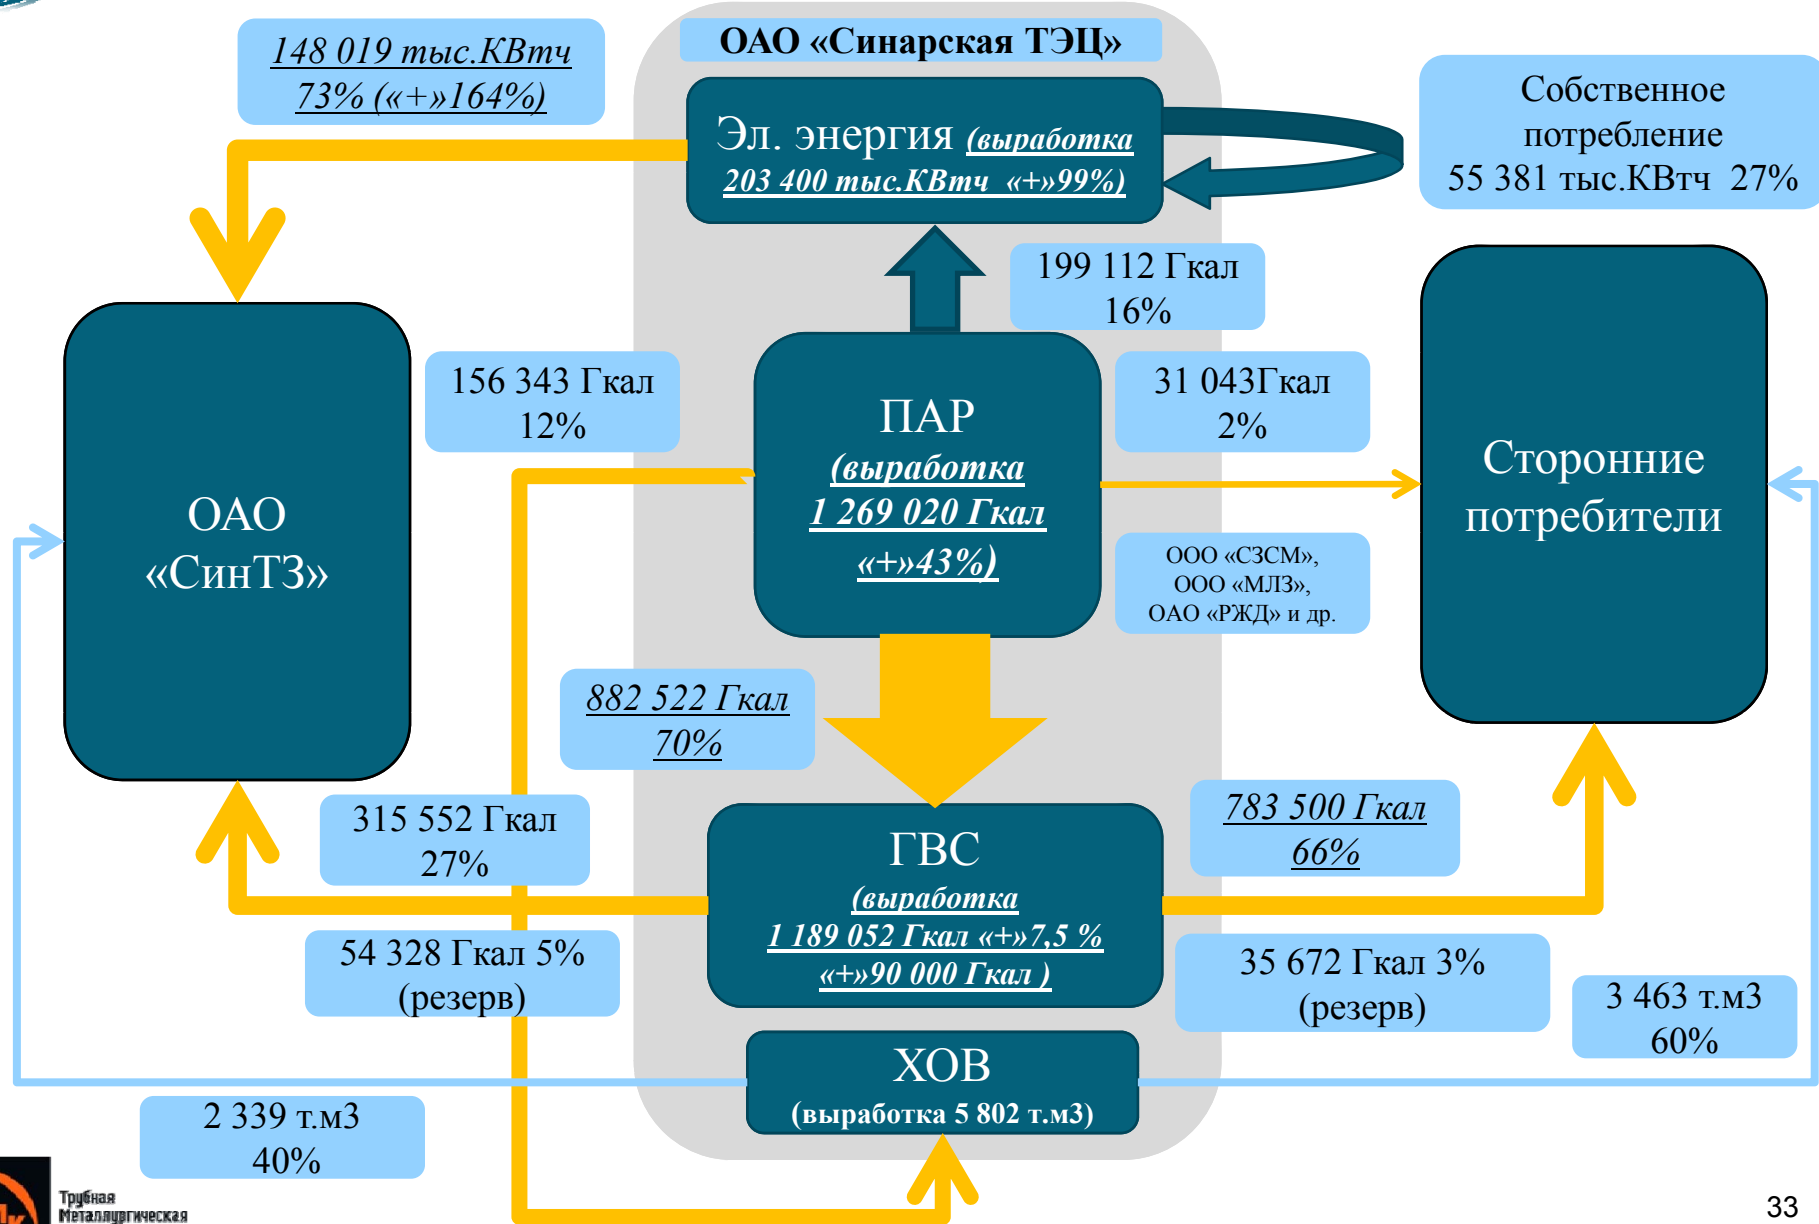 ОАО «Синарская ТЭЦ»
148 019 тыс.КВтч
73% («+»164%)
Эл. энергия (выработка
203 400 тыс.КВтч «+»99%)
Собственное
потребление
55 381 тыс.КВтч 27%
199 112 Гкал
16%
156 343 Гкал
12%
ПАР
(выработка
1 269 020 Гкал
«+»43%)
31 043Гкал
2%
ОАО
«СинТЗ»
Сторонние
потребители
ООО «СЗСМ»,
ООО «МЛЗ»,
ОАО «РЖД» и др.
882 522 Гкал
70%
315 552 Гкал
27%
ГВС
(выработка
1 189 052 Гкал «+»7,5 %
«+»90 000 Гкал )
783 500 Гкал
66%
54 328 Гкал 5%
(резерв)
35 672 Гкал 3%
(резерв)
3 463 т.м3
60%
ХОВ
(выработка 5 802 т.м3)
2 339 т.м3
40%
Трубная
Металлургическая
33